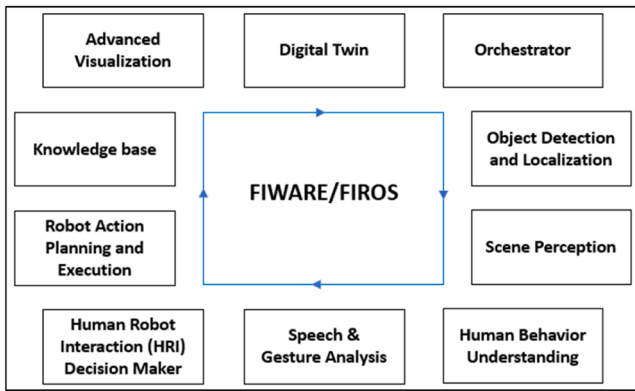 Advanced
Visualization
Digital Twin
Orchestrator
Knowledge base
Object Detection
and Localization
FIWARE/FIROS
Robot Action
Planning and
Execution
Scene Perception
Human Robot
Interaction (HRI)
Decision Maker
Speech &
Gesture Analysis
Human Behavior
Understanding